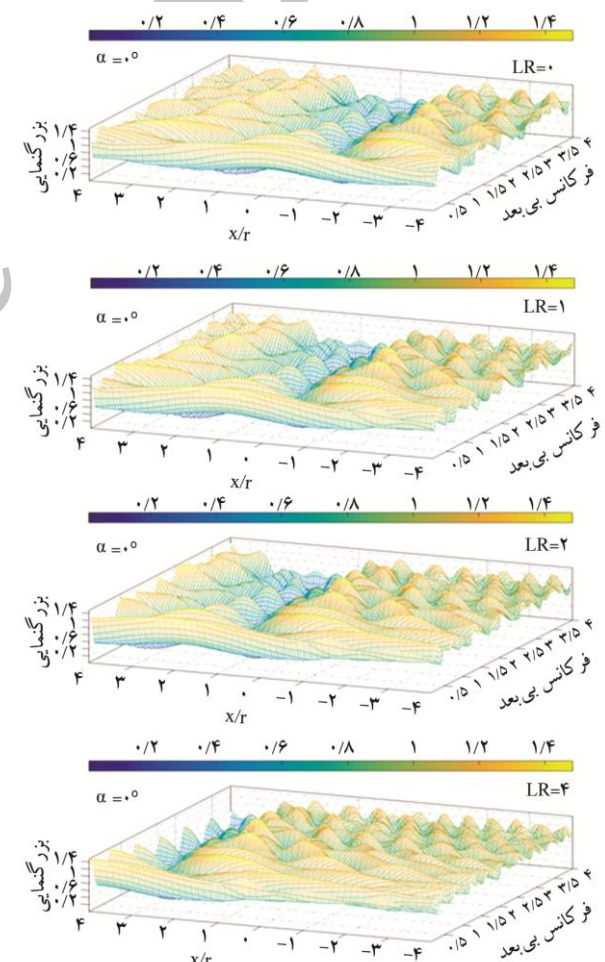 ۰/۲ ۰/۴ ۰/۶ ۰/۸ ۱ ۱/۲ ۱/۴
α =۰° LR=۰
بزرگنمایی
۱/۴
۱
۰/۶
۰/۲
۴ ۳ ۲ ۱ ۰ −۱ −۲ −۳ −۴
x/r
۰/۵ ۱ ۱/۵ ۲ ۲/۵ ۳ ۳/۵ ۴
فرکانس بی‌بعد
۰/۲ ۰/۴ ۰/۶ ۰/۸ ۱ ۱/۲ ۱/۴
α =۰° LR=۱
بزرگنمایی
۱/۴
۱
۰/۶
۰/۲
۴ ۳ ۲ ۱ ۰ −۱ −۲ −۳ −۴
x/r
۰/۵ ۱ ۱/۵ ۲ ۲/۵ ۳ ۳/۵ ۴
فرکانس بی‌بعد
۰/۲ ۰/۴ ۰/۶ ۰/۸ ۱ ۱/۲ ۱/۴
α =۰° LR=۲
بزرگنمایی
۱/۴
۱
۰/۶
۰/۲
۴ ۳ ۲ ۱ ۰ −۱ −۲ −۳ −۴
x/r
۰/۵ ۱ ۱/۵ ۲ ۲/۵ ۳ ۳/۵ ۴
فرکانس بی‌بعد
۰/۲ ۰/۴ ۰/۶ ۰/۸ ۱ ۱/۲ ۱/۴
α =۰° LR=۴
بزرگنمایی
۱/۴
۱
۰/۶
۰/۲
۴ ۳ ۲ ۱ ۰ −۱ −۲ −۳ −۴
x/r
۰/۵ ۱ ۱/۵ ۲ ۲/۵ ۳ ۳/۵ ۴
فرکانس بی‌بعد